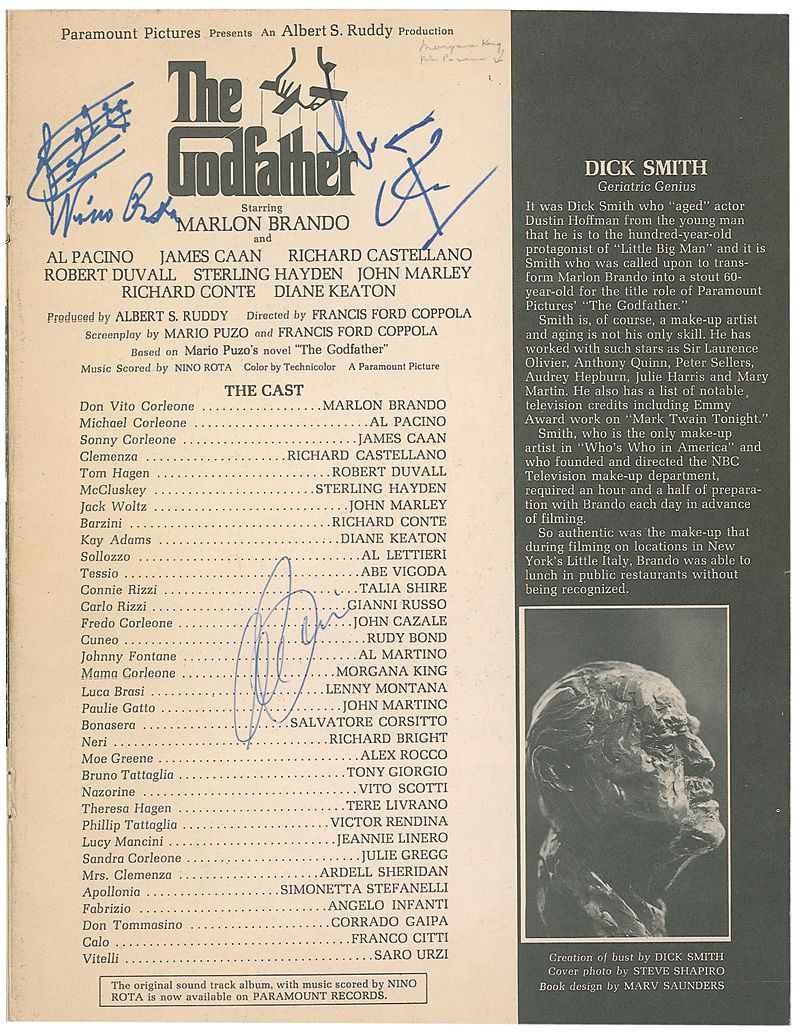 Paramount Pictures Presents An Albert S. Ruddy Production
Morgana King
Al Pacino
The
Godfather
Nino Rota
Starring
MARLON BRANDO
and
AL PACINO JAMES CAAN RICHARD CASTELLANO
ROBERT DUVALL STERLING HAYDEN JOHN MARLEY
RICHARD CONTE DIANE KEATON
Produced by ALBERT S. RUDDY Directed by FRANCIS FORD COPPOLA
Screenplay by MARIO PUZO and FRANCIS FORD COPPOLA
Based on Mario Puzo's novel "The Godfather"
Music Scored by NINO ROTA Color by Technicolor A Paramount Picture
THE CAST
Don Vito Corleone ....................MARLON BRANDO
Michael Corleone .............................AL PACINO
Sonny Corleone ..............................JAMES CAAN
Clemenza .........................RICHARD CASTELLANO
Tom Hagen ..............................ROBERT DUVALL
McCluskey ...........................STERLING HAYDEN
Jack Woltz ................................JOHN MARLEY
Barzini ..................................RICHARD CONTE
Kay Adams ...............................DIANE KEATON
Sollozzo ....................................AL LETTIERI
Tessio .......................................ABE VIGODA
Connie Rizzi ................................TALIA SHIRE
Carlo Rizzi ..............................GIANNI RUSSO
Fredo Corleone ............................JOHN CAZALE
Cuneo .......................................RUDY BOND
Johnny Fontane ............................AL MARTINO
Mama Corleone ..........................MORGANA KING
Luca Brasi ..............................LENNY MONTANA
Paulie Gatto .............................JOHN MARTINO
Bonasera .........................SALVATORE CORSITTO
Neri ...................................RICHARD BRIGHT
Moe Greene .................................ALEX ROCCO
Bruno Tattaglia ..........................TONY GIORGIO
Nazorine ...................................VITO SCOTTI
Theresa Hagen ...........................TERE LIVRANO
Phillip Tattaglia .......................VICTOR RENDINA
Lucy Mancini ...........................JEANNIE LINERO
Sandra Corleone ............................JULIE GREGG
Mrs. Clemenza ........................ARDELL SHERIDAN
Apollonia ........................SIMONETTA STEFANELLI
Fabrizio ................................ANGELO INFANTI
Don Tommasino .........................CORRADO GAIPA
Calo .....................................FRANCO CITTI
Vitelli ......................................SARO URZI
The original sound track album, with music scored by NINO
ROTA is now available on PARAMOUNT RECORDS.
DICK SMITH
Geriatric Genius
It was Dick Smith who "aged" actor
Dustin Hoffman from the young man
that he is to the hundred-year-old
protagonist of "Little Big Man" and it is
Smith who was called upon to trans-
form Marlon Brando into a stout 60-
year-old for the title role of Paramount
Pictures' "The Godfather."
Smith is, of course, a make-up artist
and aging is not his only skill. He has
worked with such stars as Sir Laurence
Olivier, Anthony Quinn, Peter Sellers,
Audrey Hepburn, Julie Harris and Mary
Martin. He also has a list of notable
television credits including Emmy
Award work on "Mark Twain Tonight."
Smith, who is the only make-up
artist in "Who's Who in America" and
who founded and directed the NBC
Television make-up department,
required an hour and a half of prepara-
tion with Brando each day in advance
of filming.
So authentic was the make-up that
during filming on locations in New
York's Little Italy, Brando was able to
lunch in public restaurants without
being recognized.
Creation of bust by DICK SMITH
Cover photo by STEVE SHAPIRO
Book design by MARV SAUNDERS